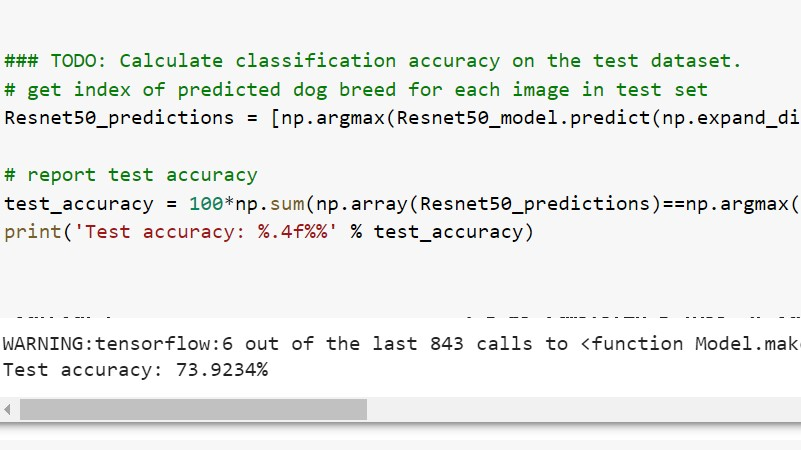 ### TODO: Calculate classification accuracy on the test dataset.
# get index of predicted dog breed for each image in test set
Resnet50_predictions = [np.argmax(Resnet50_model.predict(np.expand_di
# report test accuracy
test_accuracy = 100*np.sum(np.array(Resnet50_predictions)==np.argmax(
print('Test accuracy: %.4f%%' % test_accuracy)
WARNING:tensorflow:6 out of the last 843 calls to <function Model.mak
Test accuracy: 73.9234%